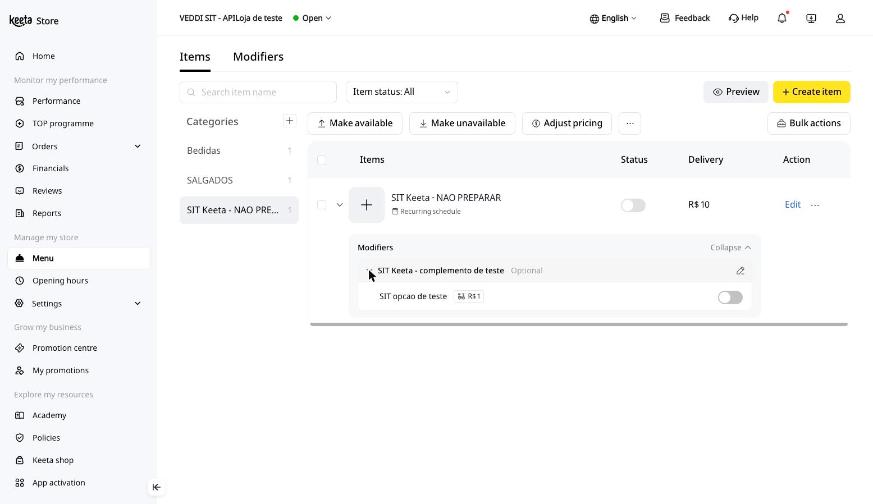 keeta Store
VEDDI SIT - APILoja de teste
Open
English
Feedback
Help
Home
Monitor my performance
Performance
TOP programme
Orders
Financials
Reviews
Reports
Manage my store
Menu
Opening hours
Settings
Grow my business
Promotion centre
My promotions
Explore my resources
Academy
Policies
Keeta shop
App activation
Items
Modifiers
Search item name
Item status: All
Preview
+ Create item
Categories
+
Bedidas 1
SALGADOS 1
SIT Keeta - NAO PRE... 1
Make available
Make unavailable
Adjust pricing
...
Bulk actions
Items
Status
Delivery
Action
SIT Keeta - NAO PREPARAR
Recurring schedule
R$ 10
Edit ...
Modifiers
Collapse
SIT Keeta - complemento de teste Optional
SIT opcao de teste R$ 1